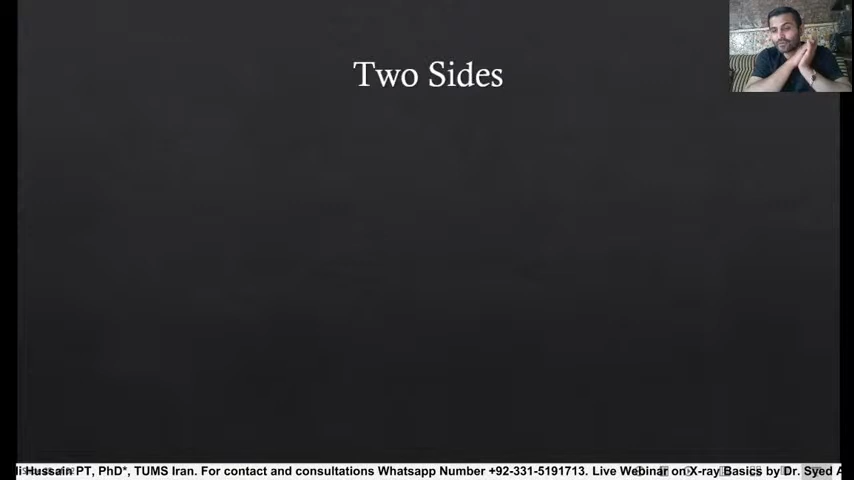 Two Sides
li Hussain PT, PhD*, TUMS Iran. For contact and consultations Whatsapp Number +92-331-5191713. Live Webinar on X-ray Basics by Dr. Syed A